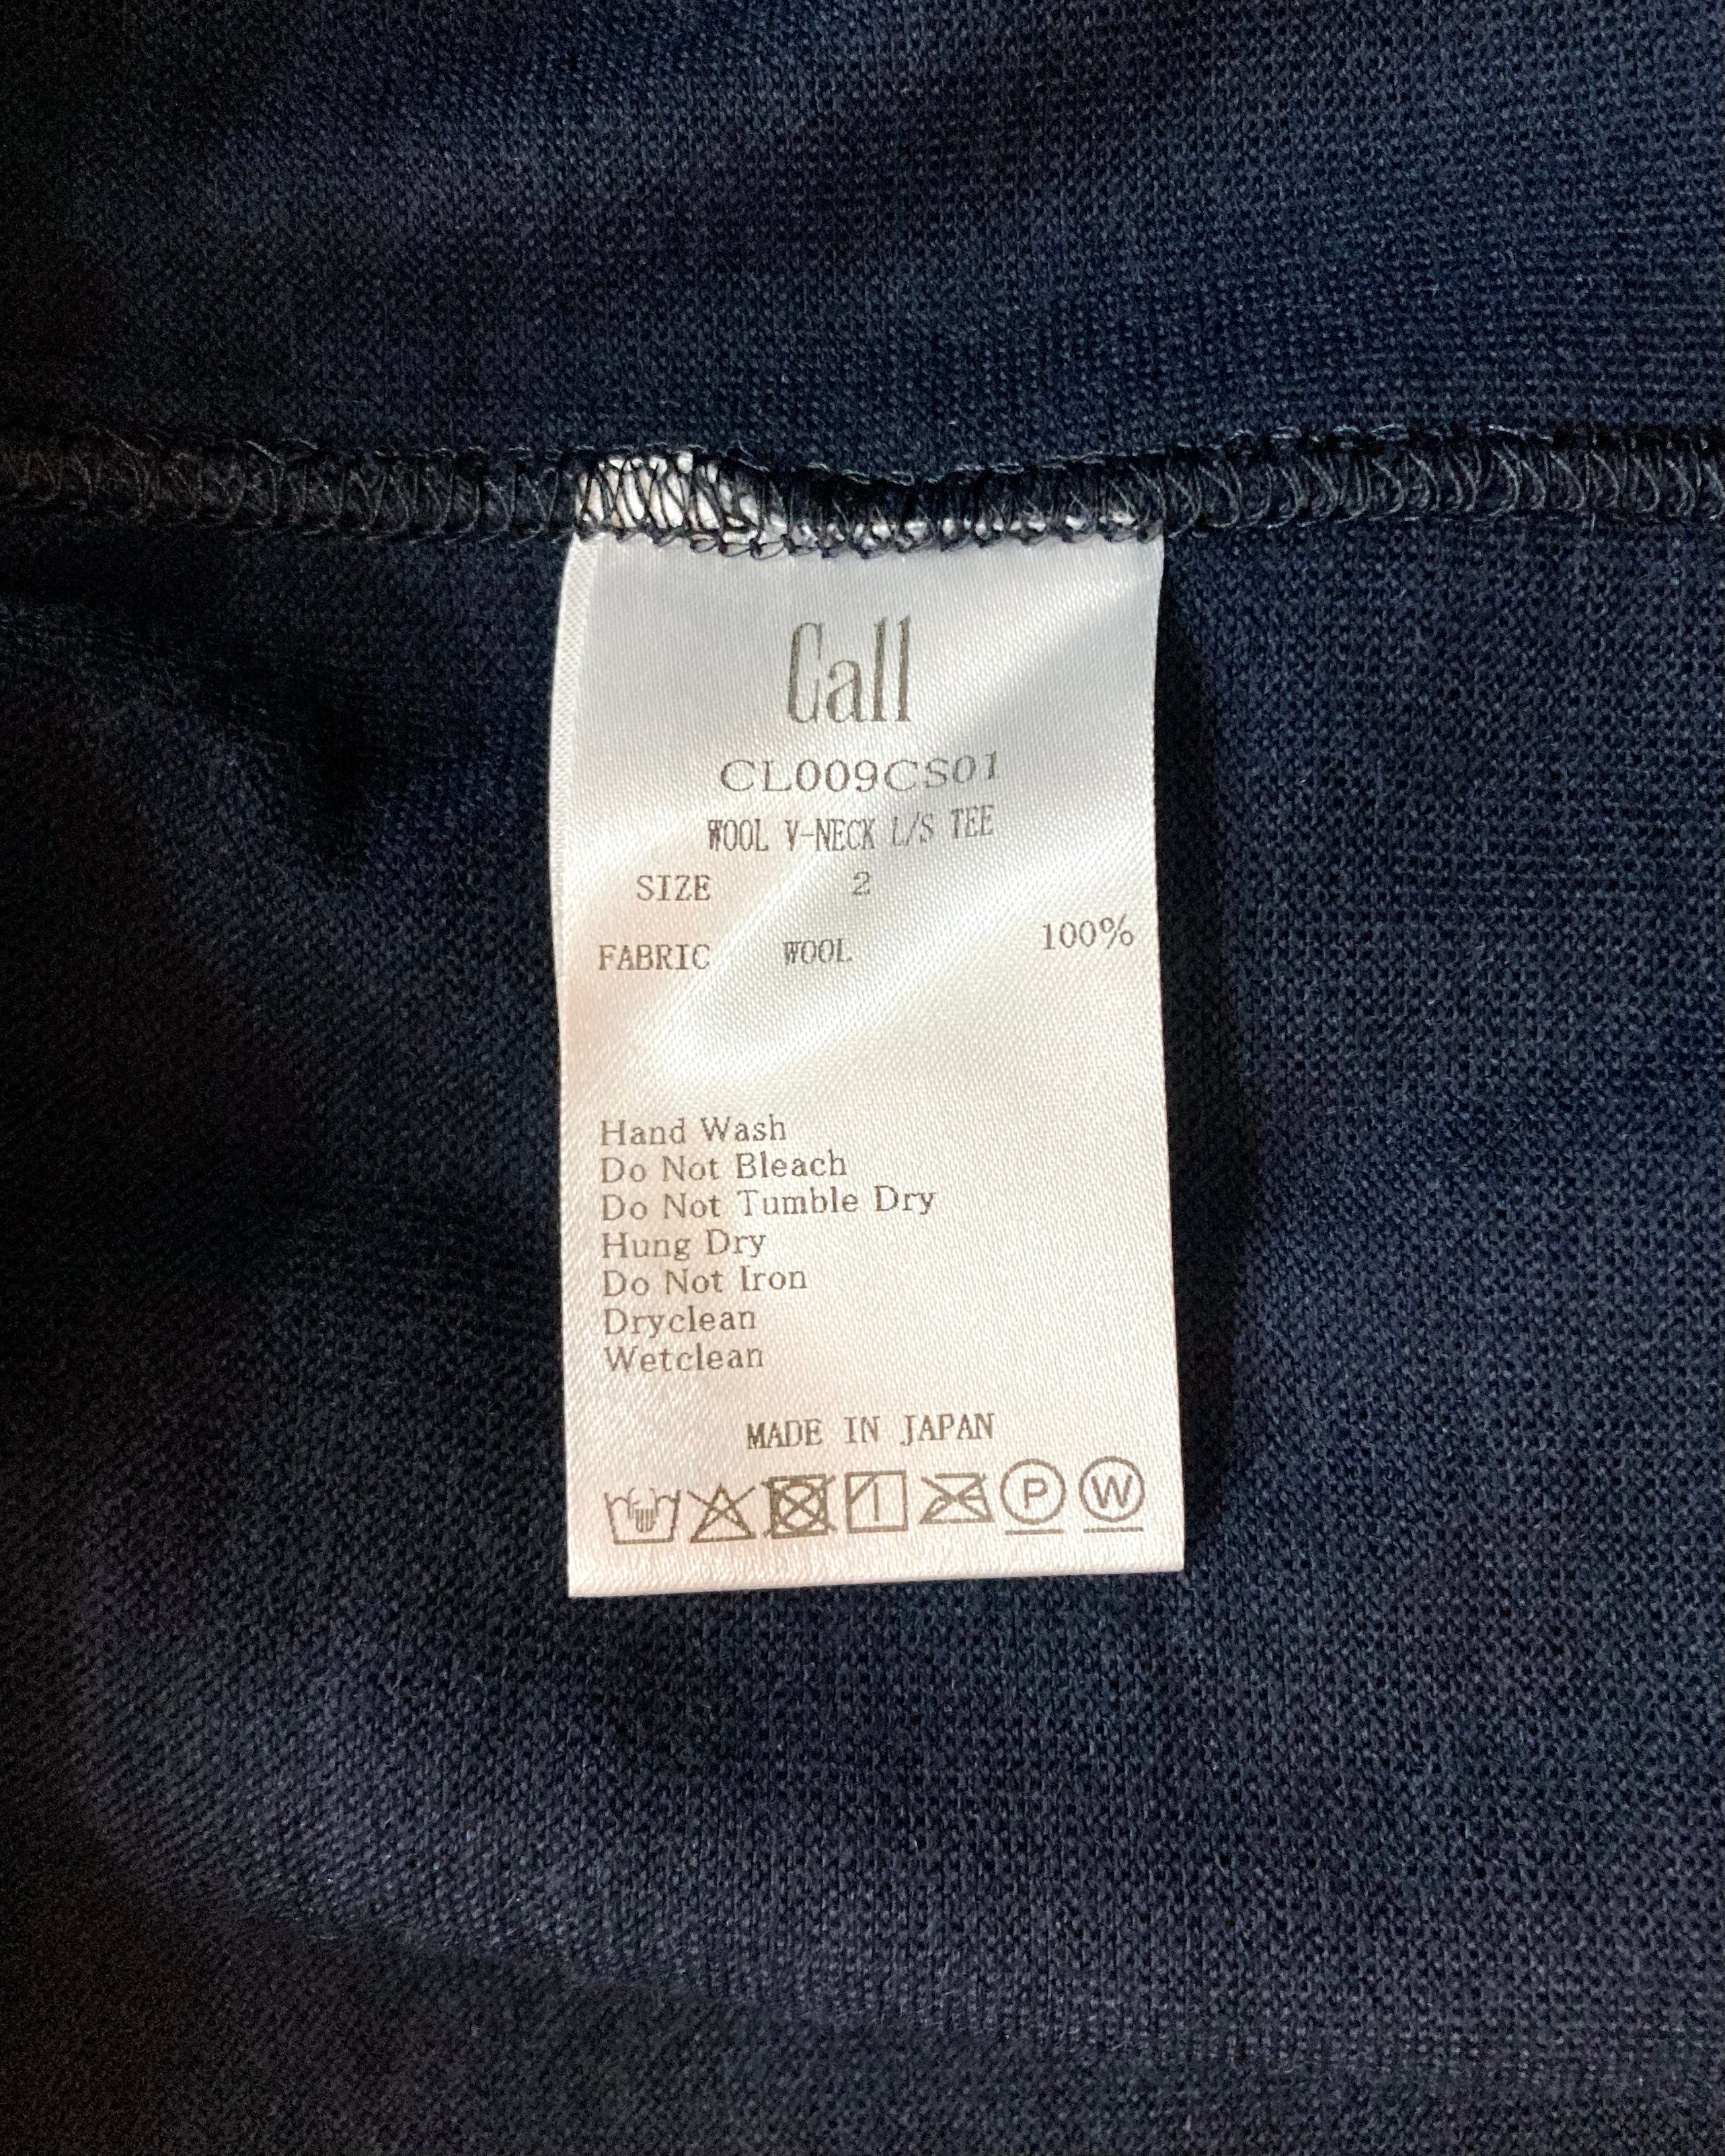 Call
CL009CS01
WOOL V-NECK L/S TEE
SIZE 2
FABRIC WOOL 100%
Hand Wash
Do Not Bleach
Do Not Tumble Dry
Hung Dry
Do Not Iron
Dryclean
Wetclean
MADE IN JAPAN
P W